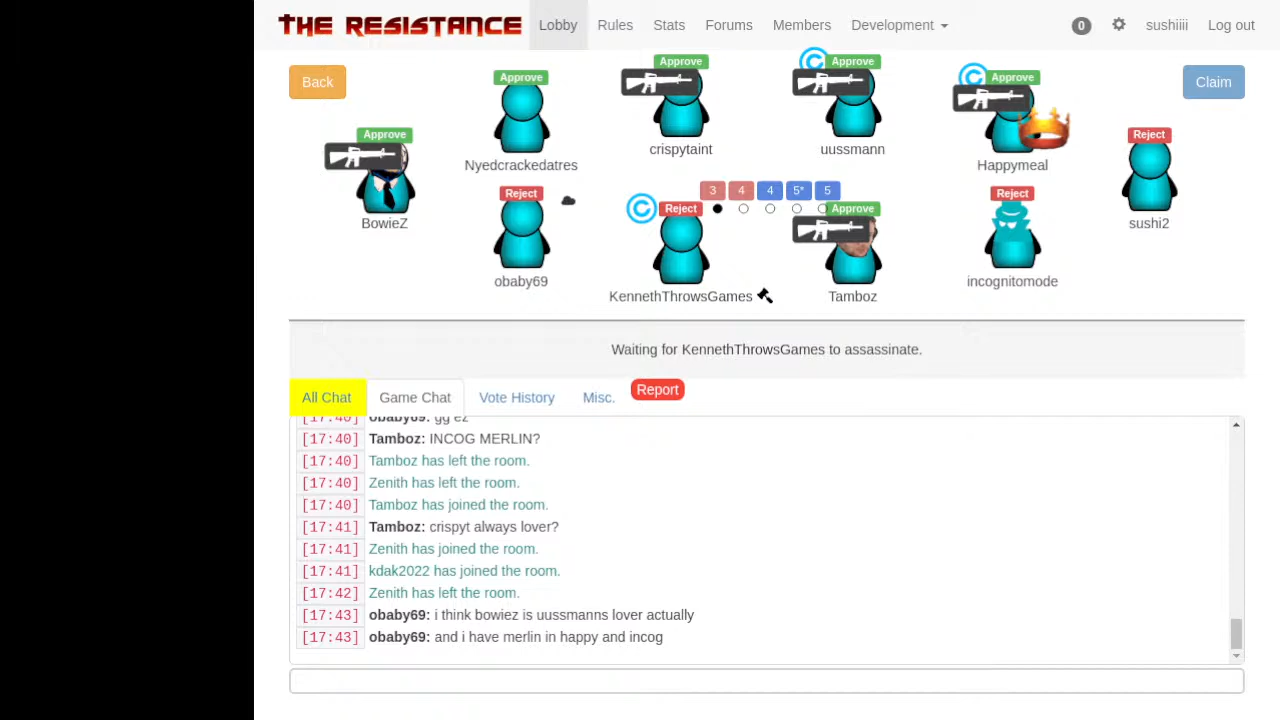 THE RESISTANCE Lobby Rules Stats Forums Members Development 0 sushiiii Log out
Back
Claim
Approve
Approve
Approve
Approve
Approve
Reject
Nyedcrackedatres
crispytaint
uussmann
Happymeal
BowieZ
sushi2
3 4 4 5* 5
Reject
Reject
Approve
Reject
obaby69
KennethThrowsGames
Tamboz
incognitomode
Waiting for KennethThrowsGames to assassinate.
All Chat Game Chat Vote History Misc. Report
[17:40] obaby69: gg ez
[17:40] Tamboz: INCOG MERLIN?
[17:40] Tamboz has left the room.
[17:40] Zenith has left the room.
[17:40] Tamboz has joined the room.
[17:41] Tamboz: crispyt always lover?
[17:41] Zenith has joined the room.
[17:41] kdak2022 has joined the room.
[17:42] Zenith has left the room.
[17:43] obaby69: i think bowiez is uussmanns lover actually
[17:43] obaby69: and i have merlin in happy and incog